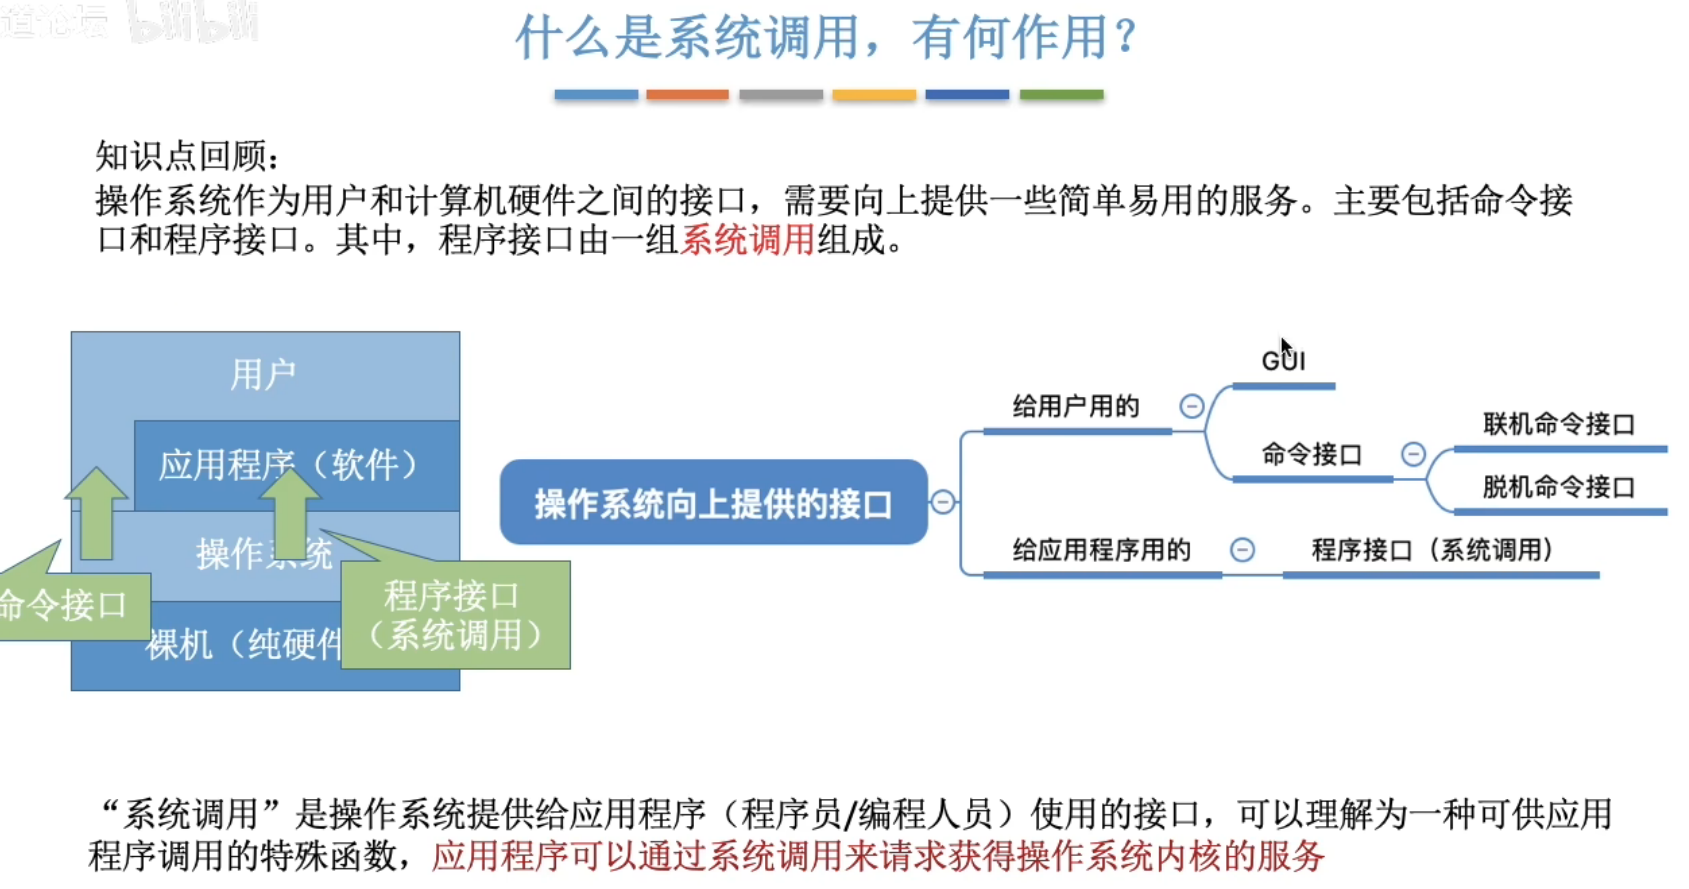 道论坛 bilibili
什么是系统调用，有何作用？
知识点回顾：
操作系统作为用户和计算机硬件之间的接口，需要向上提供一些简单易用的服务。主要包括命令接
口和程序接口。其中，程序接口由一组系统调用组成。
用户
应用程序（软件）
操作系统
命令接口
程序接口
（系统调用）
裸机（纯硬件
操作系统向上提供的接口
给用户用的
GUI
命令接口
联机命令接口
脱机命令接口
给应用程序用的
程序接口（系统调用）
“系统调用”是操作系统提供给应用程序（程序员/编程人员）使用的接口，可以理解为一种可供应用
程序调用的特殊函数，应用程序可以通过系统调用来请求获得操作系统内核的服务